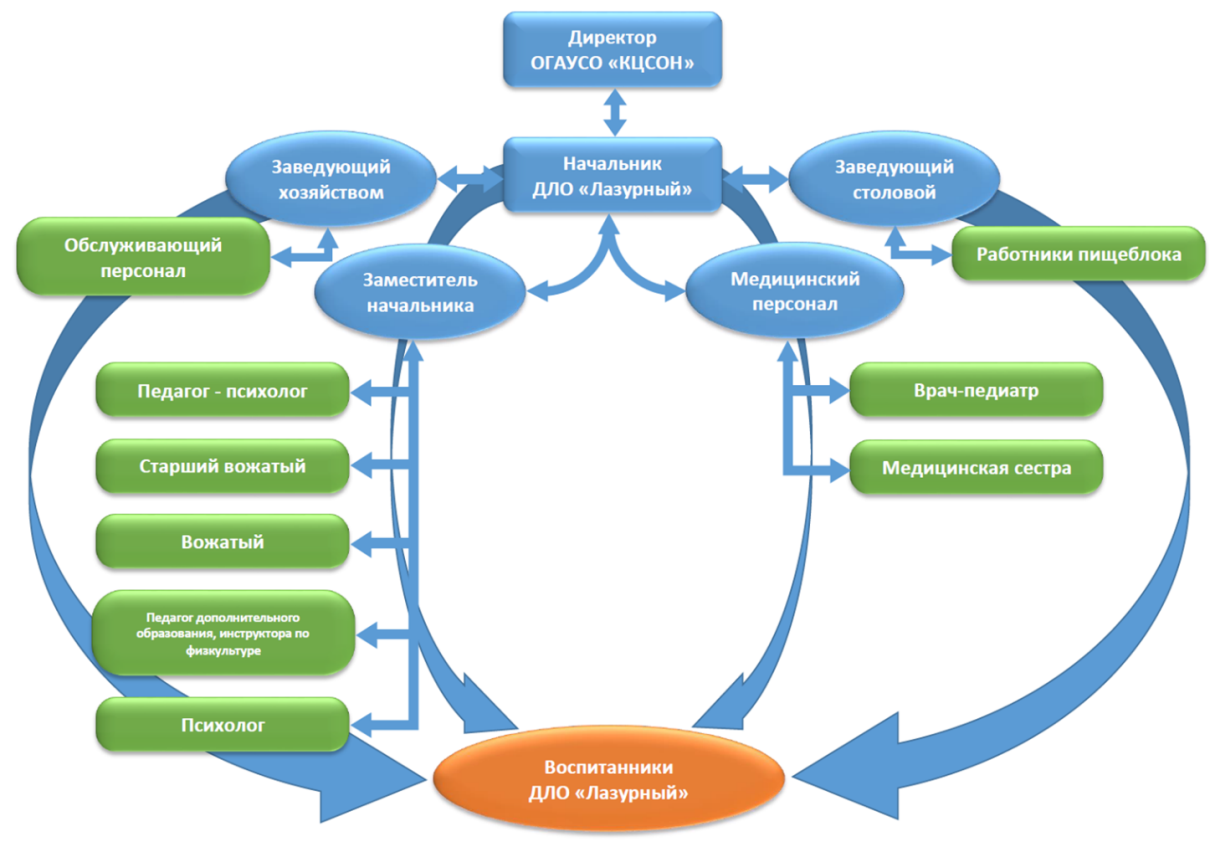 Директор
ОГАУСО «КЦСОН»
Заведующий
хозяйством
Начальник
ДЛО «Лазурный»
Заведующий
столовой
Обслуживающий
персонал
Работники пищеблока
Заместитель
начальника
Медицинский
персонал
Педагог - психолог
Врач-педиатр
Старший вожатый
Медицинская сестра
Вожатый
Педагог дополнительного
образования, инструктора по
физкультуре
Психолог
Воспитанники
ДЛО «Лазурный»